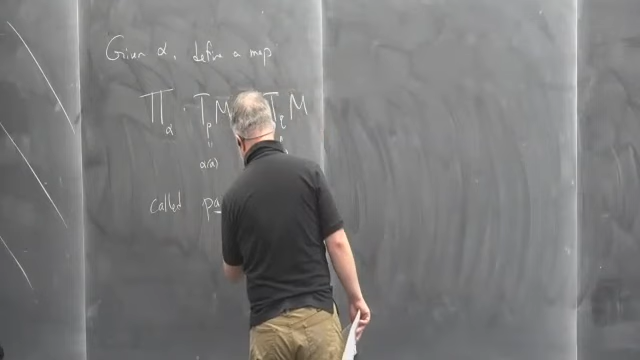 Given α, define a map
Π_α : T_pM T_qM
α(a)
called pa